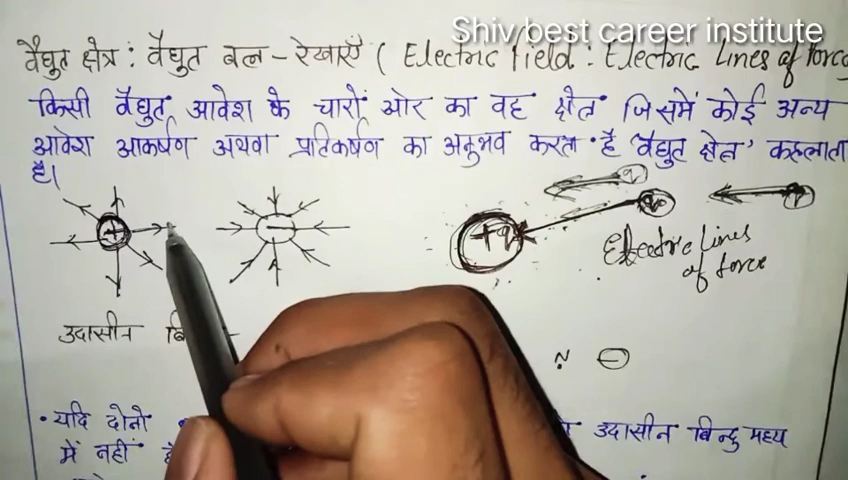 Shiv best career institute
वैद्युत क्षेत्र : वैद्युत बल - रेखाएँ ( Electric field : Electric Lines of force
किसी वैद्युत आवेश के चारों ओर का वह क्षेत्र जिसमें कोई अन्य
आवेश आकर्षण अथवा प्रतिकर्षण का अनुभव करता है 'वैद्युत क्षेत्र' कहलाता
है।
+ − +q
Electric lines
of force
उदासीन
N −
• यदि दोनो उदासीन बिन्दु मध्य
में नहीं